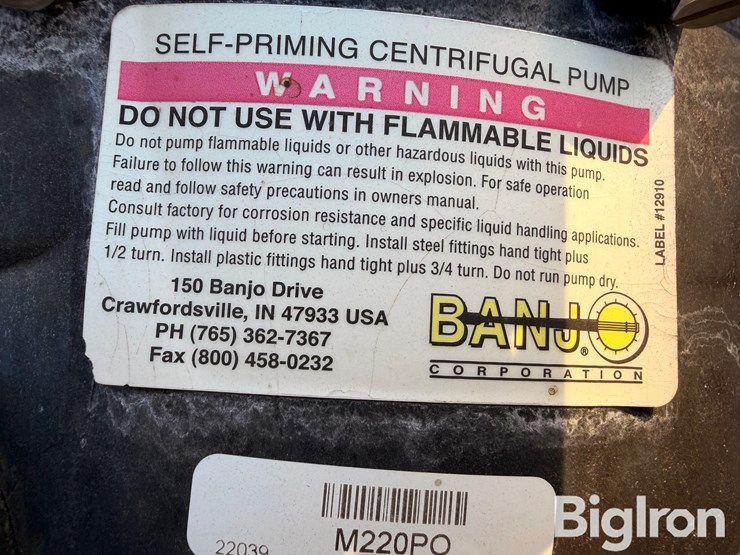 SELF-PRIMING CENTRIFUGAL PUMP
WARNING
DO NOT USE WITH FLAMMABLE LIQUIDS
Do not pump flammable liquids or other hazardous liquids with this pump.
Failure to follow this warning can result in explosion. For safe operation
read and follow safety precautions in owners manual.
Consult factory for corrosion resistance and specific liquid handling applications.
Fill pump with liquid before starting. Install steel fittings hand tight plus
1/2 turn. Install plastic fittings hand tight plus 3/4 turn. Do not run pump dry.
LABEL #12910
150 Banjo Drive
Crawfordsville, IN 47933 USA
PH (765) 362-7367
Fax (800) 458-0232
BANJO®
CORPORATION
22039
M220PO
BigIron